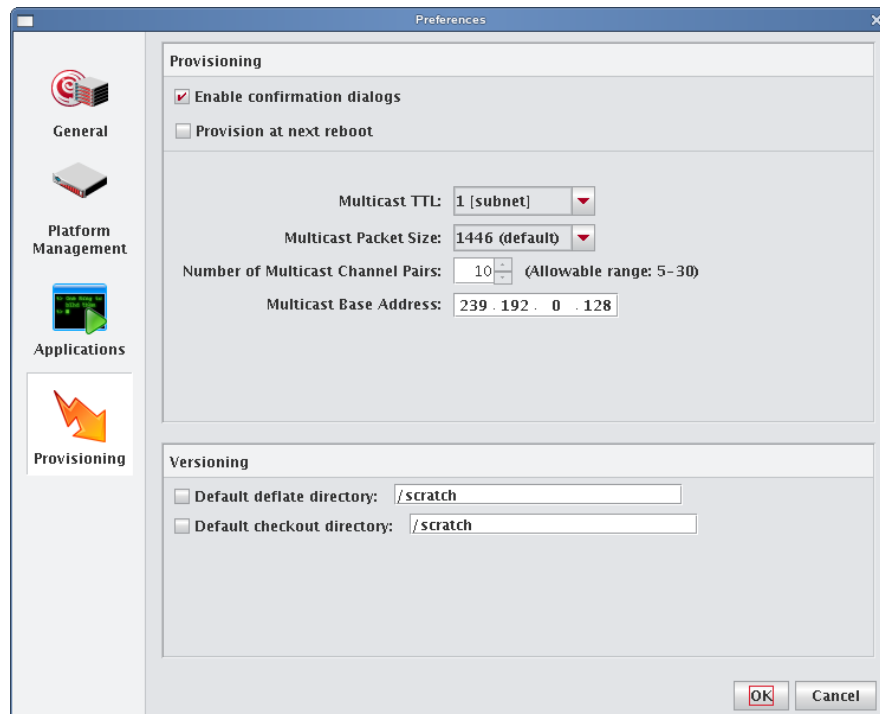 Preferences
General
Platform
Management
Applications
Provisioning
Provisioning
Enable confirmation dialogs
Provision at next reboot
Multicast TTL: 1 [subnet]
Multicast Packet Size: 1446 (default)
Number of Multicast Channel Pairs: 10 (Allowable range: 5-30)
Multicast Base Address: 239 . 192 . 0 . 128
Versioning
Default deflate directory: /scratch
Default checkout directory: /scratch
OK Cancel